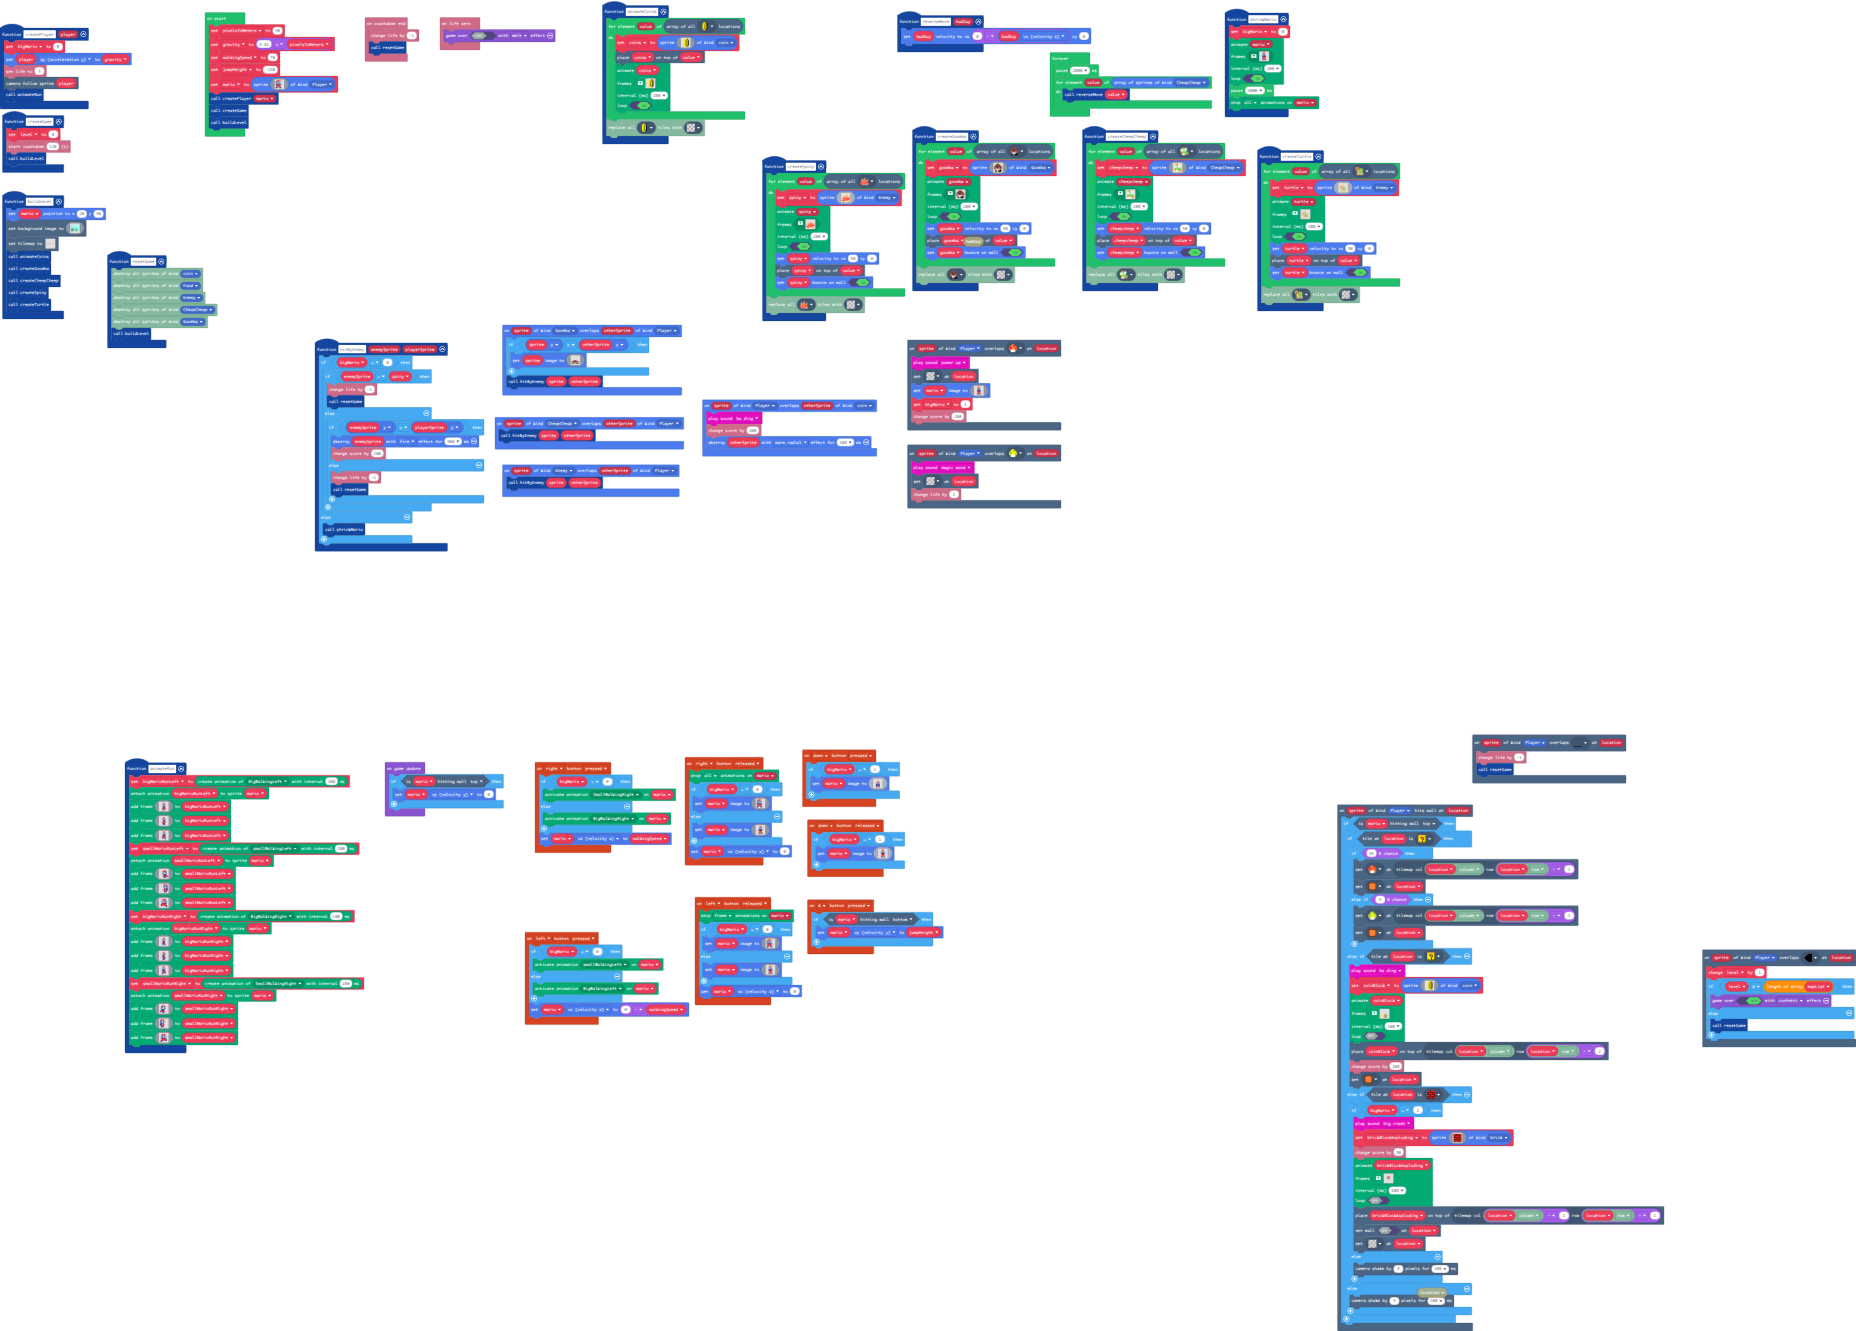 function createPlayer player
set bigMario to 0
set player ay (acceleration y) to gravity
set life to 3
camera follow sprite player
call animateRun
function createGame
set level to 0
start countdown 120 (s)
call buildLevel
function buildLevel
set mario position to x y
set background image to
set tilemap to
call animateCoins
call createGoomba
call createCheepCheep
call createSpiny
call createTurtle
function resetGame
destroy all sprites of kind coin
destroy all sprites of kind Food
destroy all sprites of kind Enemy
destroy all sprites of kind CheapCheap
destroy all sprites of kind Goomba
call buildLevel
on start
set pixelsToMeters to 30
set gravity to 9.81 x pixelsToMeters
set walkingSpeed to 70
set jumpHeight to
set mario to sprite of kind Player
call createPlayer mario
call createGame
call buildLevel
on countdown end
change life by -1
call resetGame
on life zero
game over with melt effect
function animateCoins
for element value of array of all locations
do
set coins to sprite of kind coin
place coins on top of value
animate coins
frames
interval (ms) 200
loop
replace all tiles with
function reverseMove badGuy
set badGuy velocity to vx 0 - badGuy vx (velocity x) vy 0
forever
pause ms
for element value of array of sprites of kind CheapCheap
do call reverseMove value
function shrinkMario
set bigMario to 0
animate mario
frames
interval (ms)
loop
pause ms
stop all animations on mario
function createSpiny
for element value of array of all locations
do
set spiny to sprite of kind Enemy
animate spiny
frames
interval (ms) 200
loop
set spiny velocity to vx 50 vy 0
place spiny on top of value
set spiny bounce on wall
replace all tiles with
function createGoomba
for element value of array of all locations
do
set goomba to sprite of kind Goomba
animate goomba
frames
interval (ms) 200
loop
set goomba velocity to vx 50 vy 0
place goomba badGuy of value
set goomba bounce on wall
replace all tiles with
function createCheepCheep
for element value of array of all locations
do
set cheepcheep to sprite of kind CheapCheap
animate cheepcheep
frames
interval (ms) 200
loop
set cheepcheep velocity to vx 50 vy 0
place cheepcheep on top of value
set cheepcheep bounce on wall
replace all tiles with
function createTurtle
for element value of array of all locations
do
set turtle to sprite of kind Enemy
animate turtle
frames
interval (ms) 200
loop
set turtle velocity to vx 50 vy 0
place turtle on top of value
set turtle bounce on wall
replace all tiles with
function hitByEnemy enemySprite playerSprite
if bigMario = 0 then
if enemySprite = spiny then
change life by -1
call resetGame
else
if enemySprite y playerSprite y then
destroy enemySprite with fire effect for 500 ms
change score by 100
else
change life by -1
call resetGame
else
call shrinkMario
on sprite of kind Goomba overlaps otherSprite of kind Player
if sprite y otherSprite y then
set sprite image to
call hitByEnemy sprite otherSprite
on sprite of kind CheapCheap overlaps otherSprite of kind Player
call hitByEnemy sprite otherSprite
on sprite of kind Enemy overlaps otherSprite of kind Player
call hitByEnemy sprite otherSprite
on sprite of kind Player overlaps otherSprite of kind coin
play sound ba ding
change score by 100
destroy otherSprite with warm radial effect for ms
on sprite of kind Player overlaps at location
play sound power up
set at location
set mario image to
set bigMario to 1
change score by
on sprite of kind Player overlaps at location
play sound magic wand
set at location
change life by 1
function animateRun
set bigMarioRunLeft to create animation of BigWalkingLeft with interval 100 ms
attach animation bigMarioRunLeft to sprite mario
add frame to bigMarioRunLeft
add frame to bigMarioRunLeft
add frame to bigMarioRunLeft
set smallMarioRunLeft to create animation of SmallWalkingLeft with interval 100 ms
attach animation smallMarioRunLeft to sprite mario
add frame to smallMarioRunLeft
add frame to smallMarioRunLeft
add frame to smallMarioRunLeft
set bigMarioRunRight to create animation of BigWalkingRight with interval 100 ms
attach animation bigMarioRunRight to sprite mario
add frame to bigMarioRunRight
add frame to bigMarioRunRight
add frame to bigMarioRunRight
set smallMarioRunRight to create animation of SmallWalkingRight with interval 100 ms
attach animation smallMarioRunRight to sprite mario
add frame to smallMarioRunRight
add frame to smallMarioRunRight
add frame to smallMarioRunRight
on game update
if is mario hitting wall top then
set mario vy (velocity y) to 0
on right button pressed
if bigMario = 0 then
activate animation SmallWalkingRight on mario
else
activate animation BigWalkingRight on mario
set mario vx (velocity x) to walkingSpeed
on right button released
stop all animations on mario
if bigMario = 0 then
set mario image to
else
set mario image to
set mario vx (velocity x) to 0
on down button pressed
if bigMario = 1 then
set mario image to
on down button released
if bigMario = 1 then
set mario image to
on left button pressed
if bigMario = 0 then
activate animation SmallWalkingLeft on mario
else
activate animation BigWalkingLeft on mario
set mario vx (velocity x) to 0 - walkingSpeed
on left button released
stop frame animations on mario
if bigMario = 0 then
set mario image to
else
set mario image to
set mario vx (velocity x) to 0
on A button pressed
if is mario hitting wall bottom then
set mario vy (velocity y) to jumpHeight
on sprite of kind Player overlaps at location
change life by -1
call resetGame
on sprite of kind Player hits wall at location
if is mario hitting wall top then
if tile at location is then
if % chance then
set at tilemap col location column row location row - 1
set at location
else if % chance then
set at tilemap col location column row location row - 1
set at location
else if tile at location is then
play sound ba ding
set coinBlock to sprite of kind coin
animate coinBlock
frames
interval (ms) 100
loop
place coinBlock on top of tilemap col location column row location row - 1
change score by 100
set at location
else if tile at location is then
if bigMario = 1 then
play sound big crash
set brickBlockExploding to sprite of kind brick
change score by 50
animate brickBlockExploding
frames
interval (ms) 100
loop
place brickBlockExploding on top of tilemap col location column row location row
set wall at location
set at location
else
camera shake by pixels for ms
else
location
camera shake by pixels for ms
on sprite of kind Player overlaps at location
change level by 1
if level length of array mapList then
game over with confetti effect
else
call resetGame